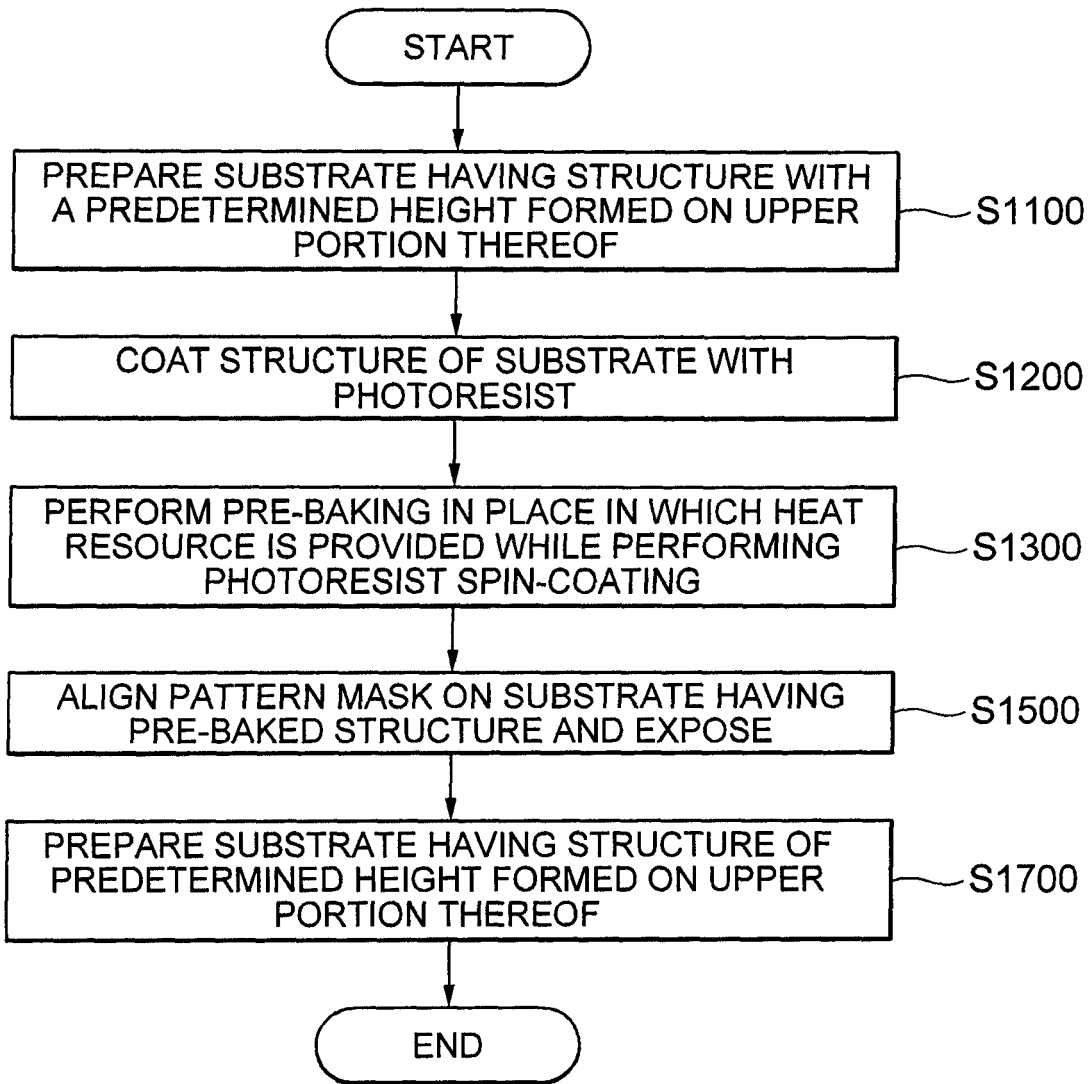 START
PREPARE SUBSTRATE HAVING STRUCTURE WITH
A PREDETERMINED HEIGHT FORMED ON UPPER
PORTION THEREOF
S1100
COAT STRUCTURE OF SUBSTRATE WITH
PHOTORESIST
S1200
PERFORM PRE-BAKING IN PLACE IN WHICH HEAT
RESOURCE IS PROVIDED WHILE PERFORMING
PHOTORESIST SPIN-COATING
S1300
ALIGN PATTERN MASK ON SUBSTRATE HAVING
PRE-BAKED STRUCTURE AND EXPOSE
S1500
PREPARE SUBSTRATE HAVING STRUCTURE OF
PREDETERMINED HEIGHT FORMED ON UPPER
PORTION THEREOF
S1700
END